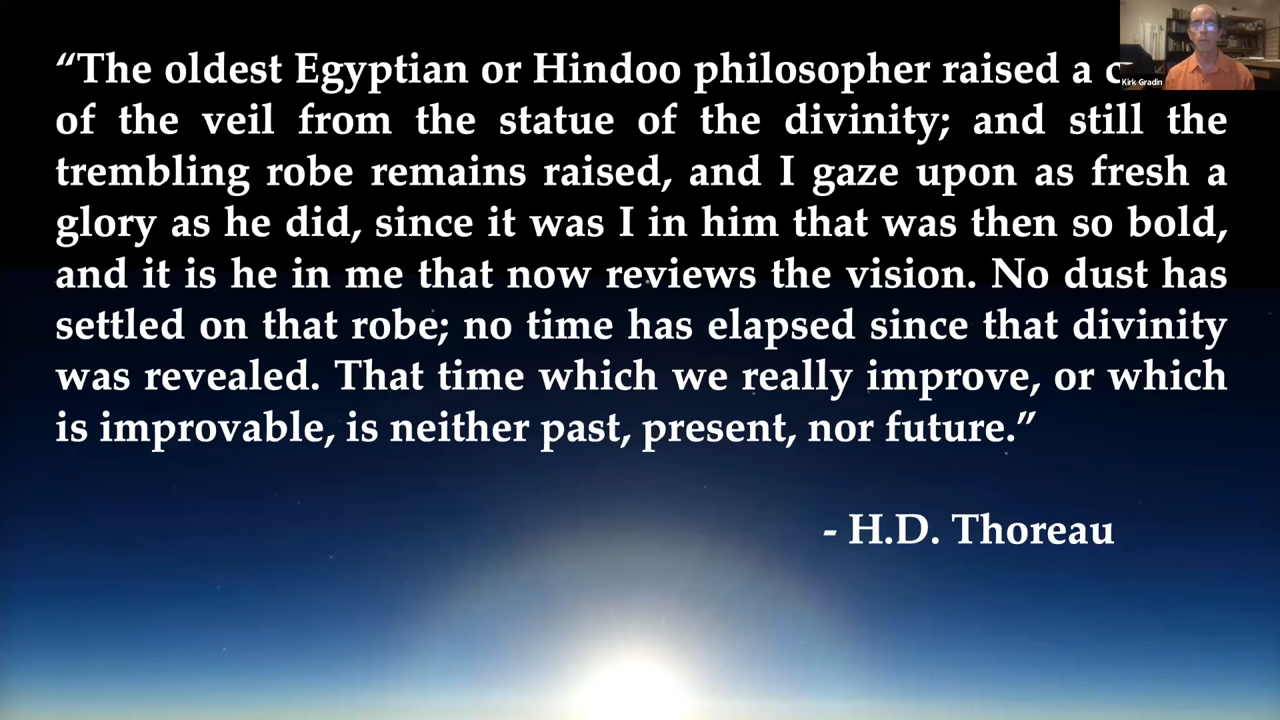 “The oldest Egyptian or Hindoo philosopher raised a
of the veil from the statue of the divinity; and still the
trembling robe remains raised, and I gaze upon as fresh a
glory as he did, since it was I in him that was then so bold,
and it is he in me that now reviews the vision. No dust has
settled on that robe; no time has elapsed since that divinity
was revealed. That time which we really improve, or which
is improvable, is neither past, present, nor future.”
- H.D. Thoreau
Kirk Gradin